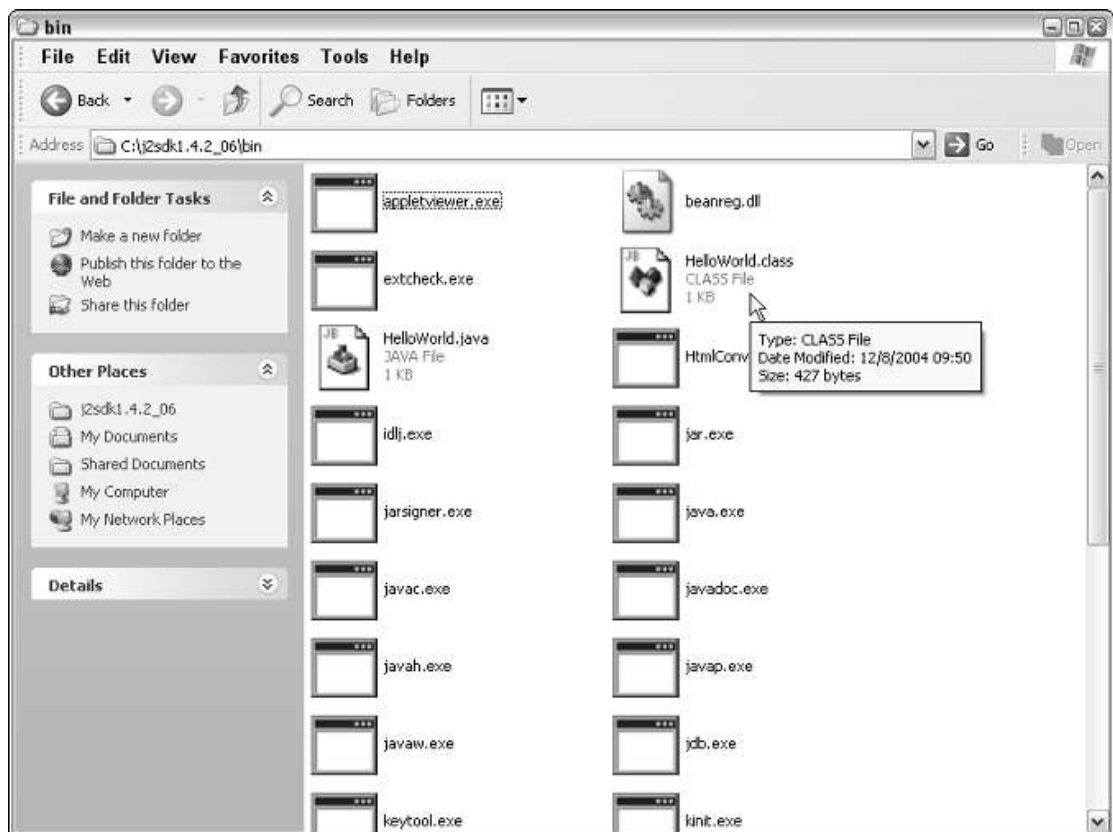 bin
File Edit View Favorites Tools Help
Back Search Folders
Address C:\j2sdk1.4.2_06\bin Go Open
File and Folder Tasks
Make a new folder
Publish this folder to the
Web
Share this folder
Other Places
j2sdk1.4.2_06
My Documents
Shared Documents
My Computer
My Network Places
Details
appletviewer.exe
beanreg.dll
extcheck.exe
JB
HelloWorld.class
CLASS File
1 KB
JB
HelloWorld.java
JAVA File
1 KB
HtmlConv
Type: CLASS File
Date Modified: 12/8/2004 09:50
Size: 427 bytes
idlj.exe
jar.exe
jarsigner.exe
java.exe
javac.exe
javadoc.exe
javah.exe
javap.exe
javaw.exe
jdb.exe
keytool.exe
kinit.exe